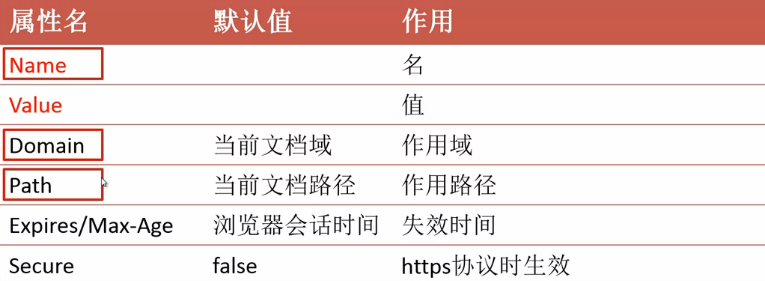 属性名 默认值 作用
Name 名
Value 值
Domain 当前文档域 作用域
Path 当前文档路径 作用路径
Expires/Max-Age 浏览器会话时间 失效时间
Secure false https协议时生效